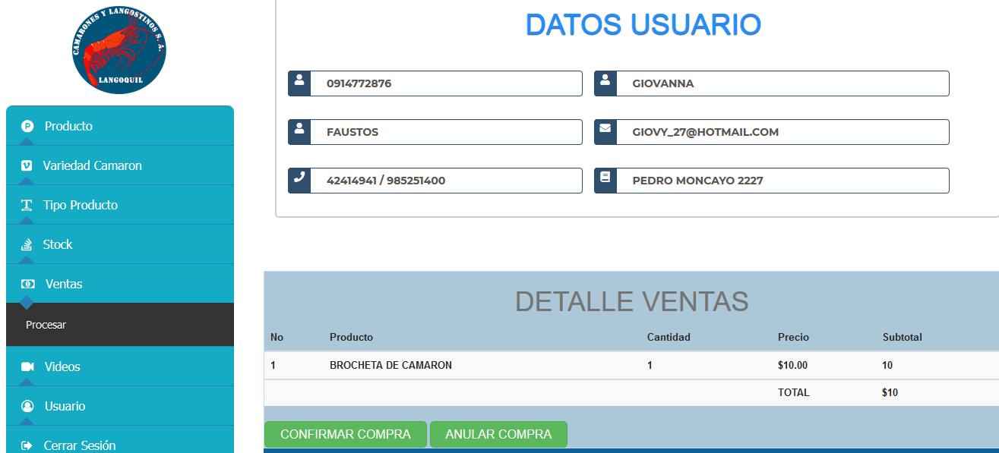 CAMARONES Y LANGOSTINOS S. A.
LANGOQUIL
Producto
Variedad Camaron
Tipo Producto
Stock
Ventas
Procesar
Videos
Usuario
Cerrar Sesión
DATOS USUARIO
0914772876
GIOVANNA
FAUSTOS
GIOVY_27@HOTMAIL.COM
42414941 / 985251400
PEDRO MONCAYO 2227
DETALLE VENTAS
No Producto Cantidad Precio Subtotal
1 BROCHETA DE CAMARON 1 $10.00 10
TOTAL $10
CONFIRMAR COMPRA ANULAR COMPRA